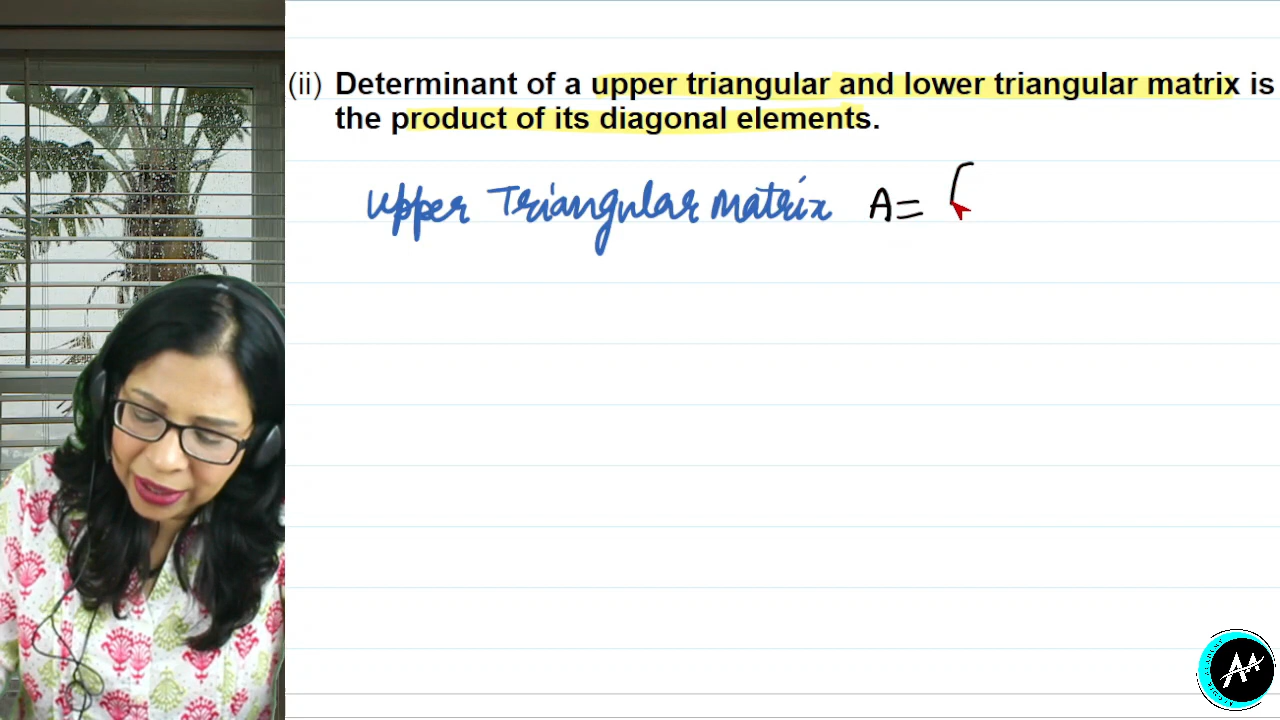 (ii) Determinant of a upper triangular and lower triangular matrix is
the product of its diagonal elements.
upper Triangular matrix A= [